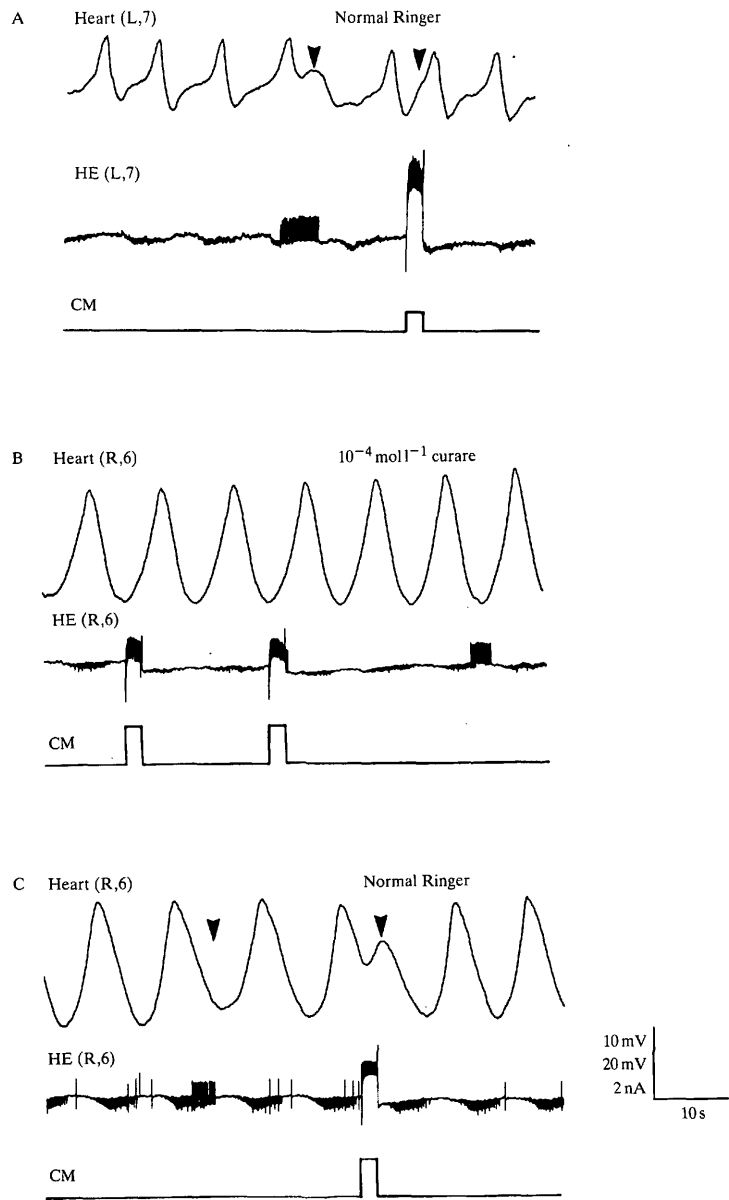 A Heart (L,7) Normal Ringer
HE (L,7)
CM
B Heart (R,6) 10⁻⁴ mol l⁻¹ curare
HE (R,6)
CM
C Heart (R,6) Normal Ringer
HE (R,6)
10 mV
20 mV
2 nA
10 s
CM